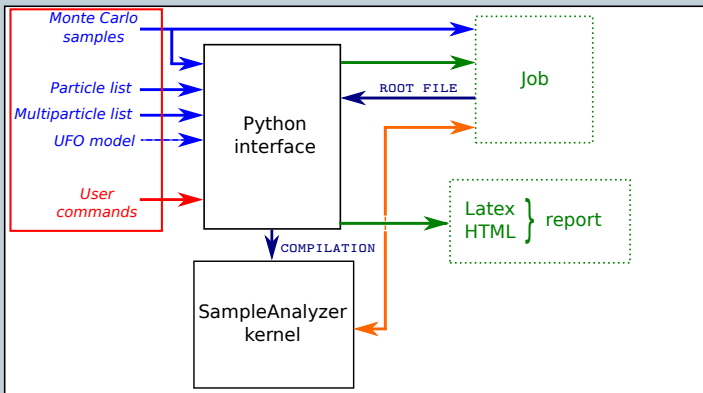 Monte Carlo
samples
Particle list
Multiparticle list
UFO model
User
commands
Python
interface
ROOT FILE
Job
Latex
HTML } report
COMPILATION
SampleAnalyzer
kernel